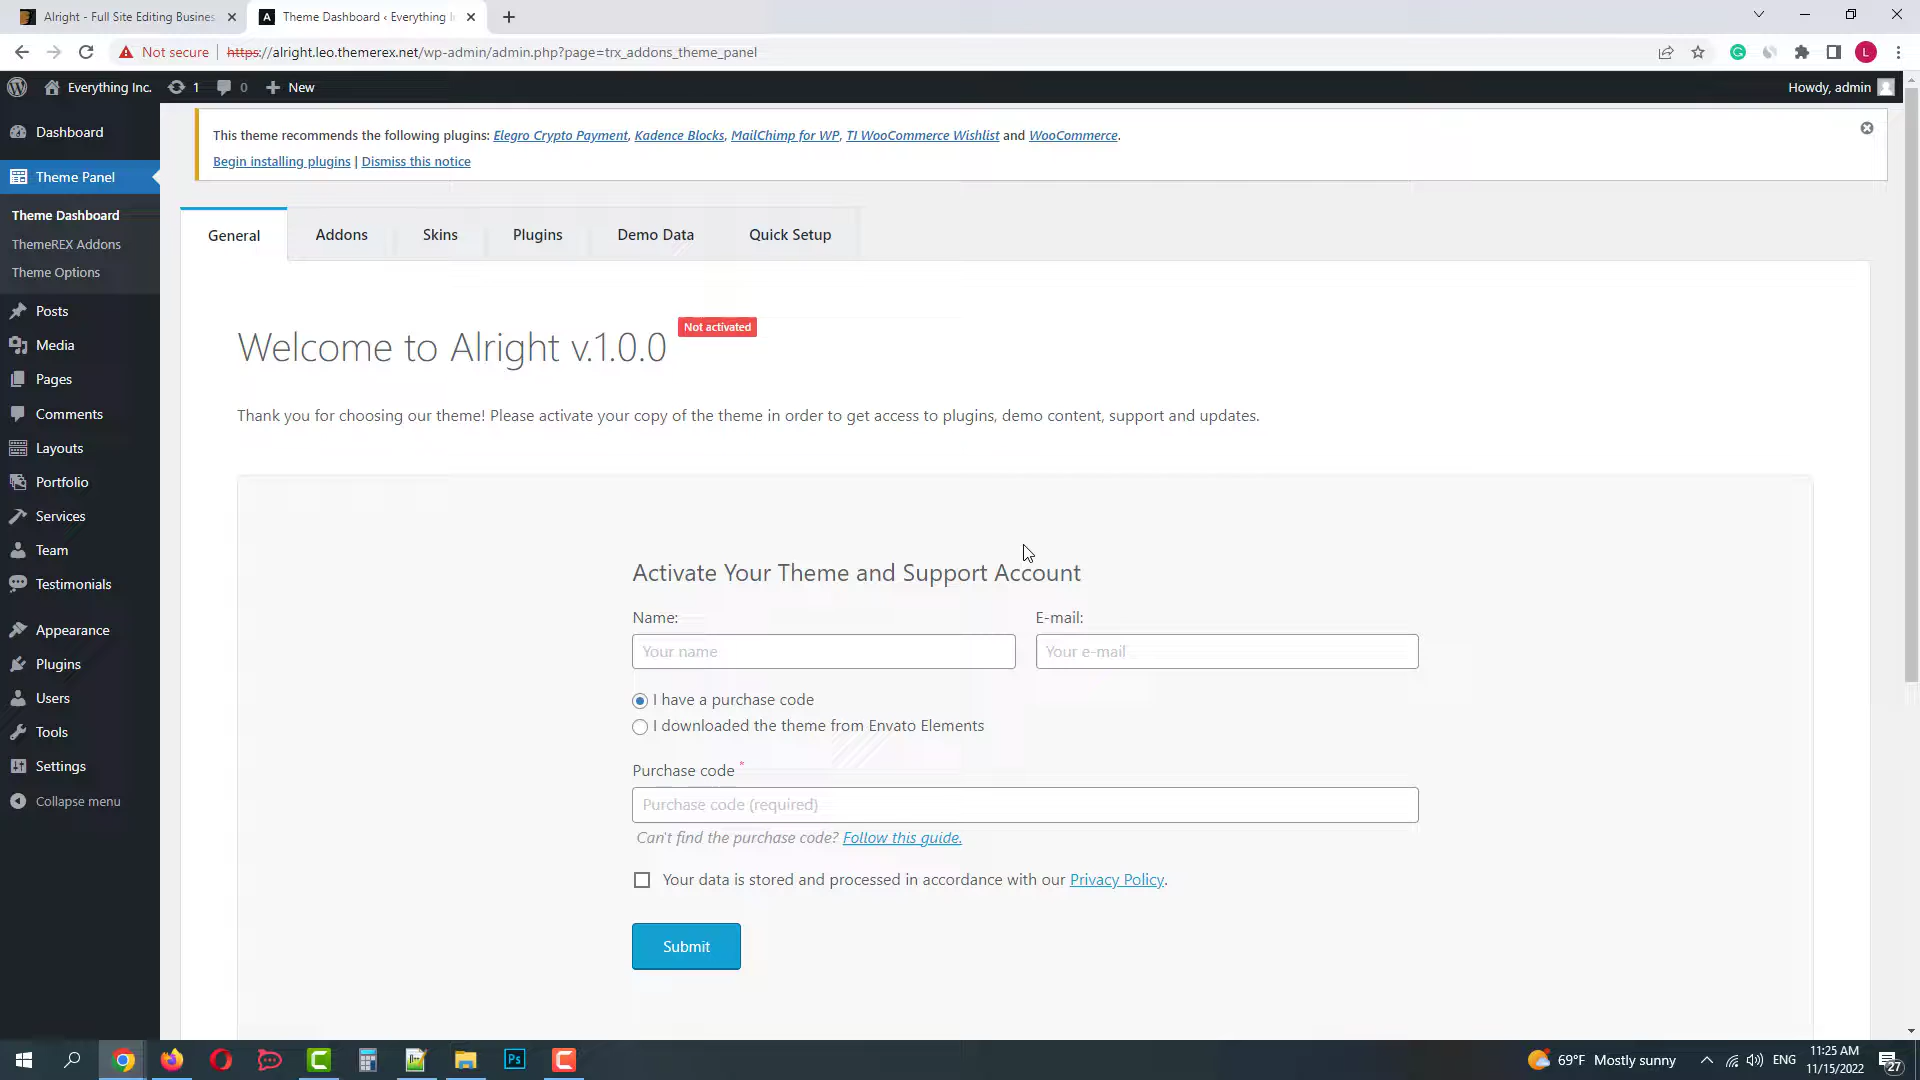 Alright - Full Site Editing Business
Theme Dashboard ‹ Everything I
Not secure
https://alright.leo.themerex.net/wp-admin/admin.php?page=trx_addons_theme_panel
L
Everything Inc.
1
0
New
Howdy, admin
Dashboard
Theme Panel
Theme Dashboard
ThemeREX Addons
Theme Options
Posts
Media
Pages
Comments
Layouts
Portfolio
Services
Team
Testimonials
Appearance
Plugins
Users
Tools
Settings
Collapse menu
This theme recommends the following plugins: Elegro Crypto Payment, Kadence Blocks, MailChimp for WP, TI WooCommerce Wishlist and WooCommerce.
Begin installing plugins | Dismiss this notice
General
Addons
Skins
Plugins
Demo Data
Quick Setup
Welcome to Alright v.1.0.0
Not activated
Thank you for choosing our theme! Please activate your copy of the theme in order to get access to plugins, demo content, support and updates.
Activate Your Theme and Support Account
Name:
E-mail:
Your name
Your e-mail
I have a purchase code
I downloaded the theme from Envato Elements
Purchase code *
Purchase code (required)
Can't find the purchase code? Follow this guide.
Your data is stored and processed in accordance with our Privacy Policy.
Submit
Ps
69°F Mostly sunny
ENG
11:25 AM
11/15/2022
27